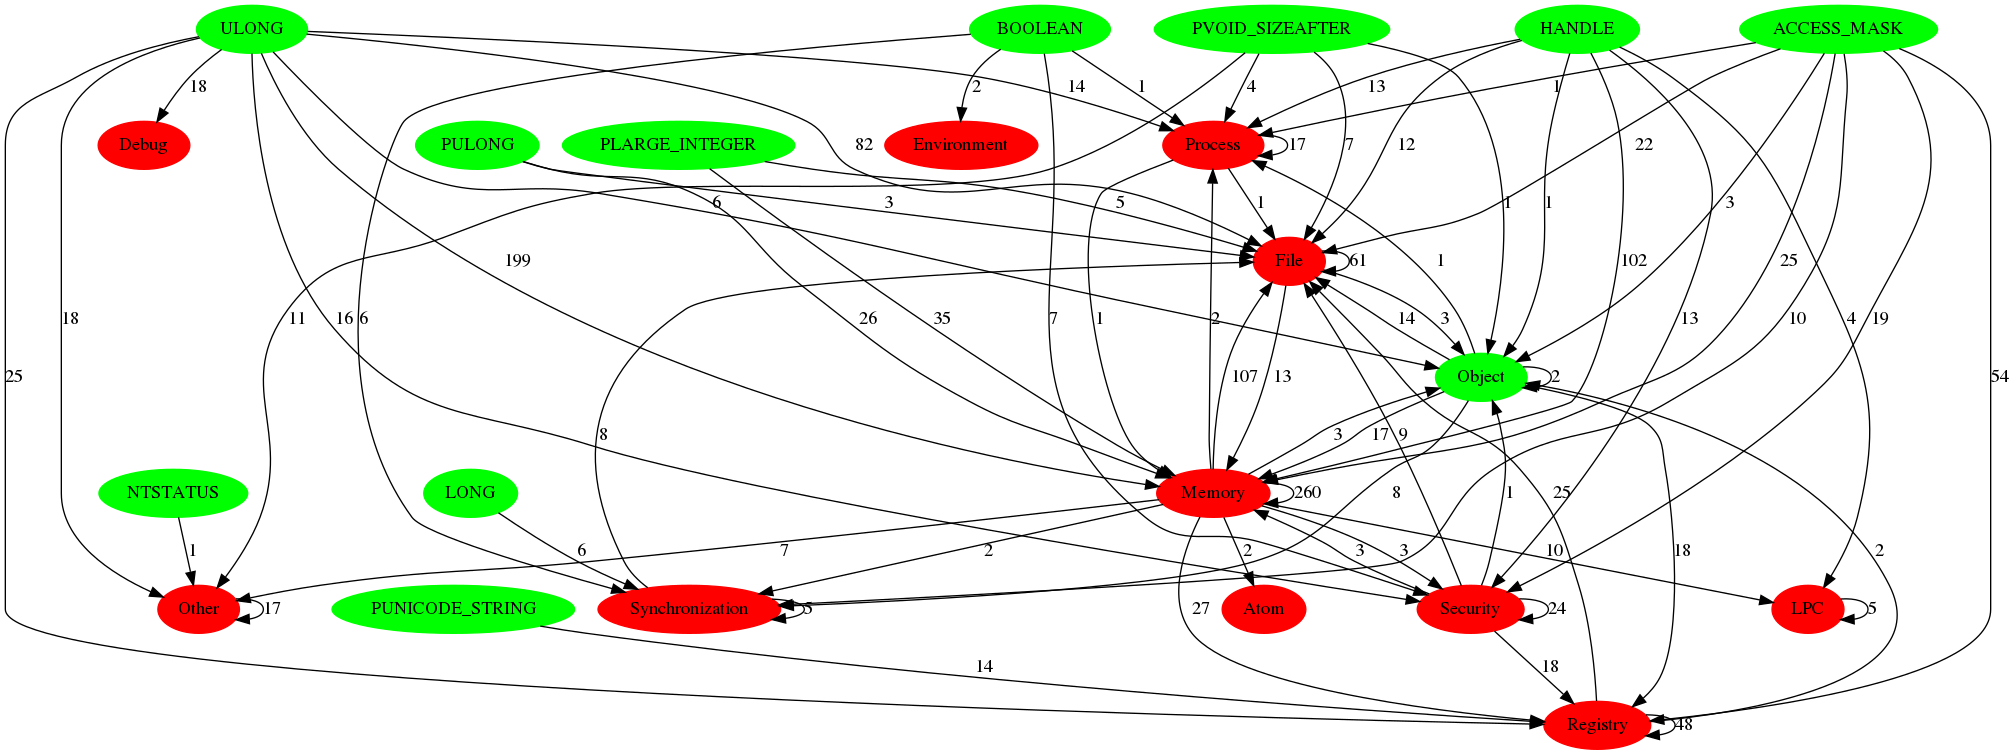 ULONG BOOLEAN PVOID_SIZEAFTER HANDLE ACCESS_MASK
18 2 1 4 14 13 1
Debug PULONG PLARGE_INTEGER Environment Process
82 17 7 12 22
6 3 5 1 1 1 3
199 File 61 1 102 25
25 18 11 16 6 26 35 2 1 13 14 3 7 13 10 4 19
107 Object 2 54
8 3 17 9
NTSTATUS LONG Memory 260 8 1
1 6 7 2 2 3 3 25 18 10 2
Other 17 PUNICODE_STRING Synchronization 5 27 Atom Security 24 LPC 5
14 18
Registry 48